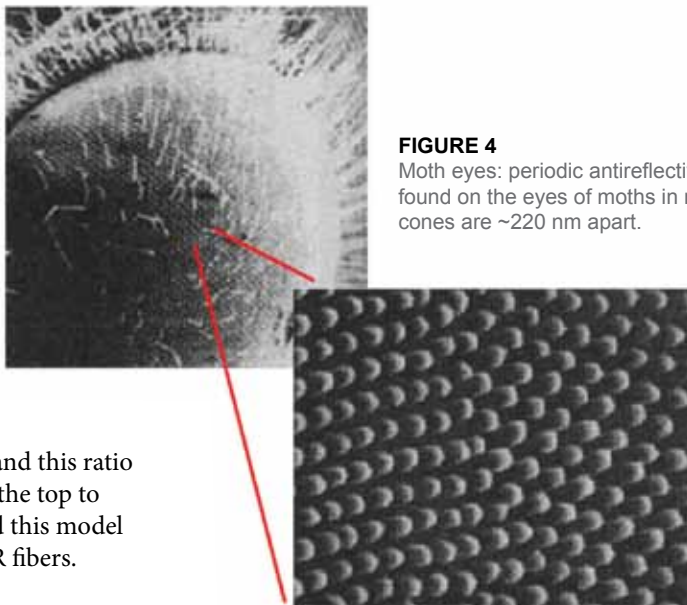 FIGURE 4
Moth eyes: periodic antireflecti
found on the eyes of moths in
cones are ~220 nm apart.
and this ratio
the top to
this model
fibers.